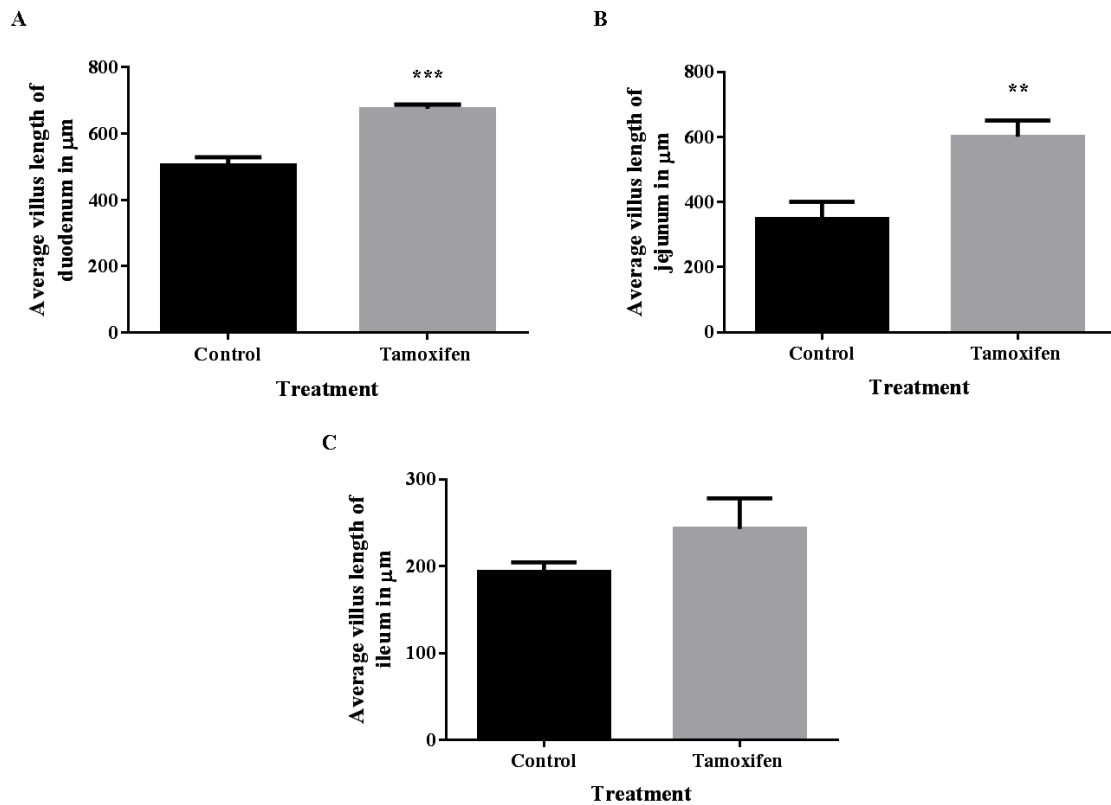 A
Average villus length of
duodenum in μm
800
600
400
200
0
***
Control
Tamoxifen
Treatment
B
Average villus length of
jejunum in μm
800
600
400
200
0
**
Control
Tamoxifen
Treatment
C
Average villus length of
ileum in μm
300
200
100
0
Control
Tamoxifen
Treatment